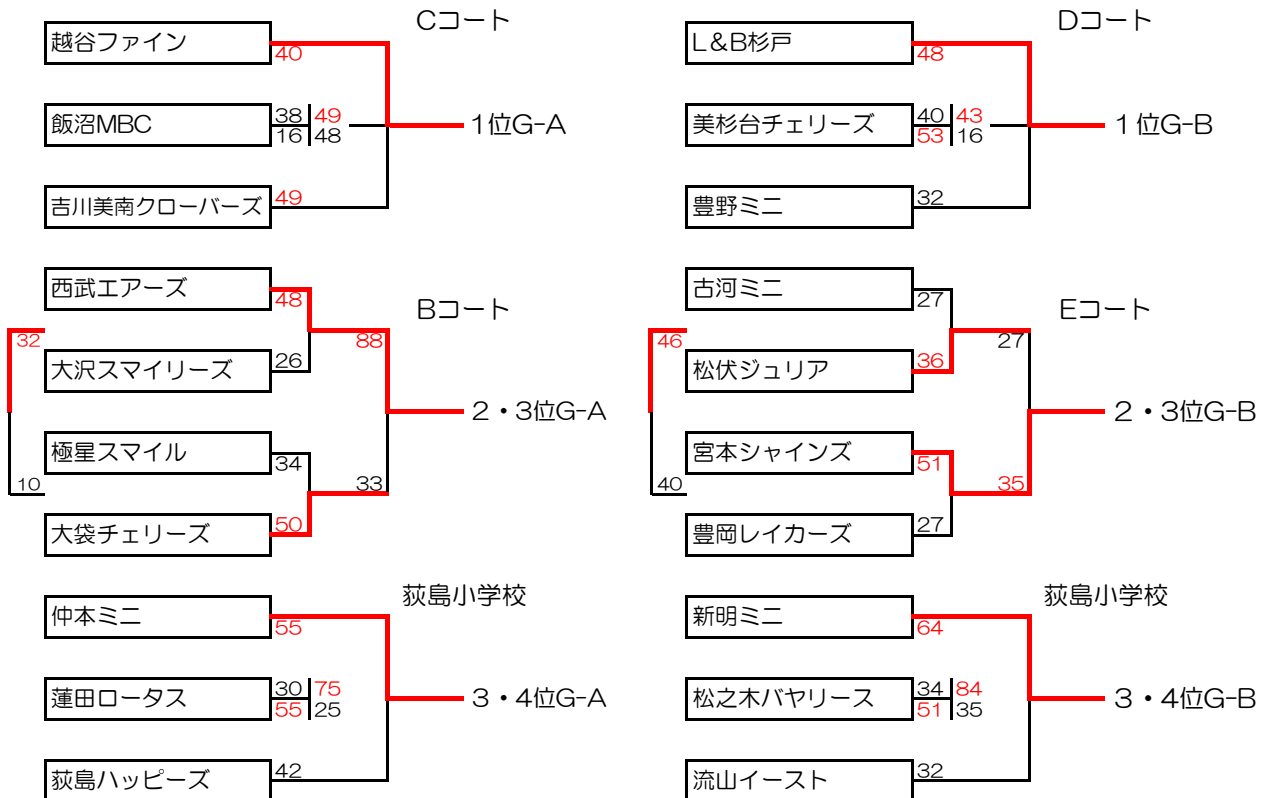 Cコート
越谷ファイン
40
飯沼MBC
38 49
16 48
1位G-A
吉川美南クローバーズ
49
Dコート
L&B杉戸
48
美杉台チェリーズ
40 43
53 16
1位G-B
豊野ミニ
32
Bコート
西武エアーズ
48
32
88
大沢スマイリーズ
26
2・3位G-A
極星スマイル
34
10
33
大袋チェリーズ
50
Eコート
古河ミニ
27
46
27
松伏ジュリア
36
2・3位G-B
宮本シャインズ
51
40
35
豊岡レイカーズ
27
荻島小学校
仲本ミニ
55
蓮田ロータス
30 75
55 25
3・4位G-A
荻島ハッピーズ
42
荻島小学校
新明ミニ
64
松之木バヤリース
34 84
51 35
3・4位G-B
流山イースト
32